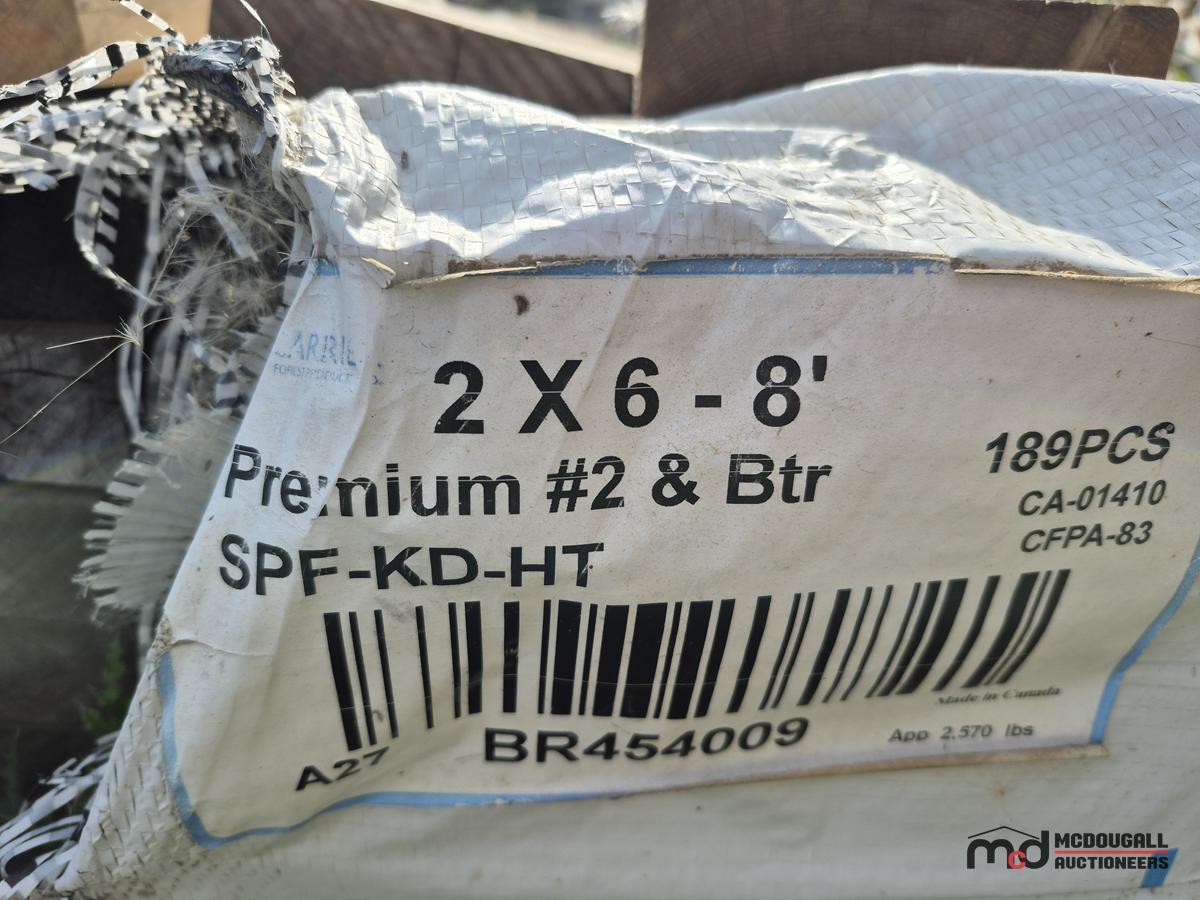 2 X 6 - 8'
Premium #2 & Btr
189PCS
CA-01410
SPF-KD-HT
CFPA-83
Made in Canada
A27
BR454009
App 2,570 lbs
mcd MCDOUGALL
AUCTIONEERS